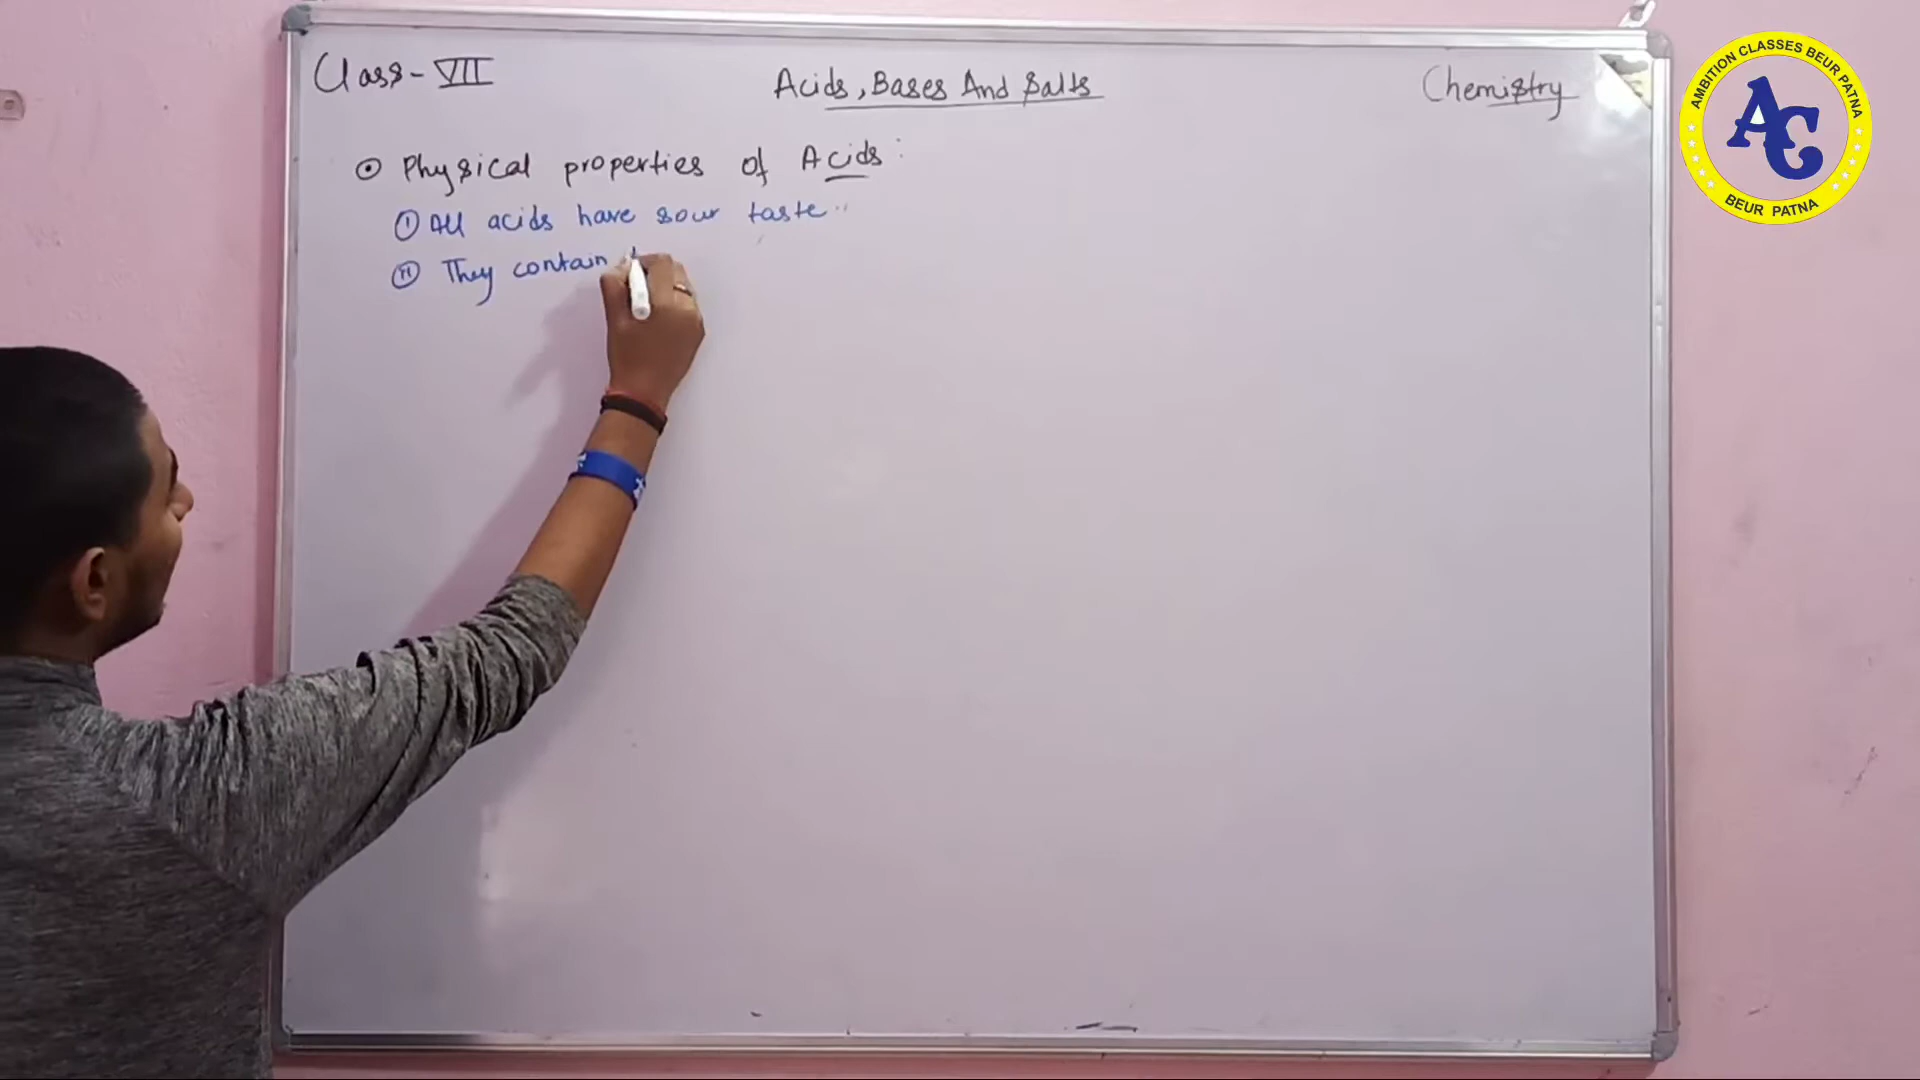 Class - VII
Acids, Bases And Salts
Chemistry
Physical properties of Acids:
(i) All acids have sour taste..
(ii) They contain
AMBITION CLASSES BEUR PATNA
AC
BEUR PATNA